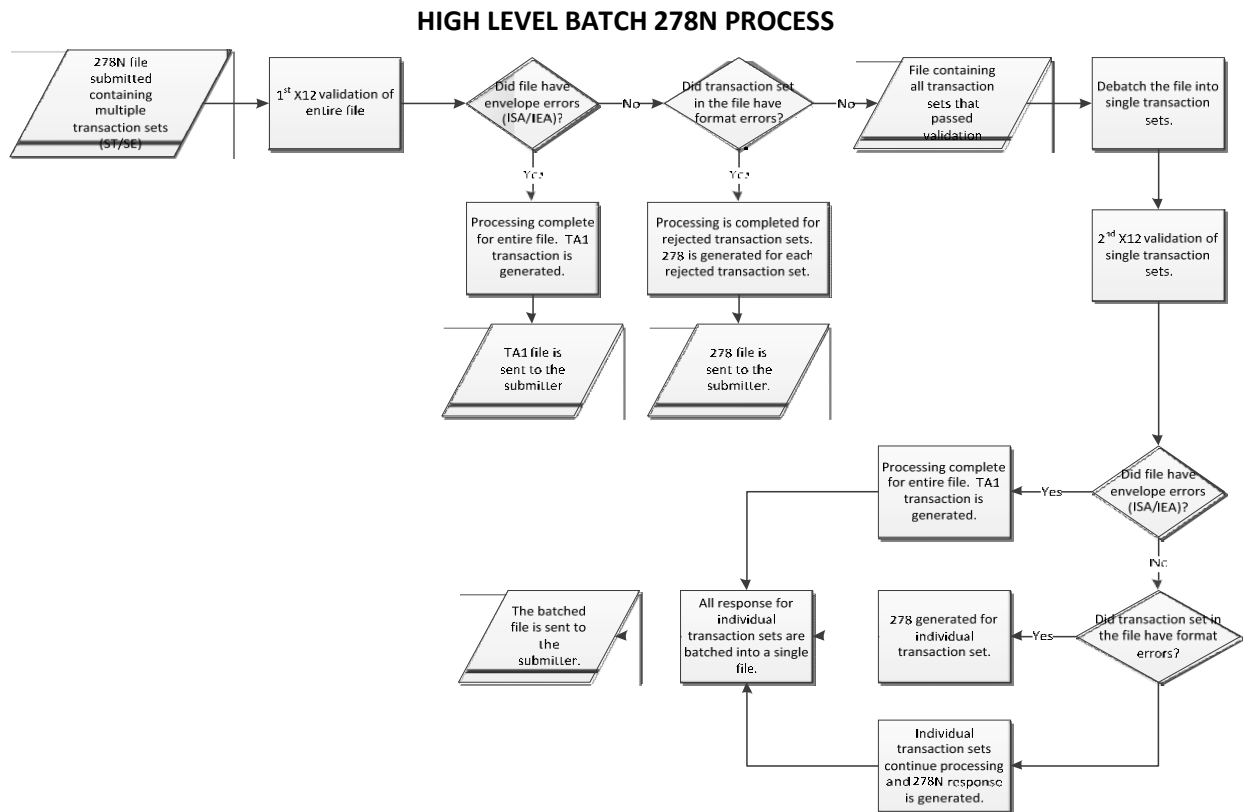 HIGH LEVEL BATCH 278N PROCESS
278N file
submitted
containing
multiple
transaction sets
(ST/SE)
1st X12 validation of
entire file
Did file have
envelope errors
(ISA/IEA)?
No
Did transaction set
in the file have
format errors?
No
File containing
all transaction
sets that
passed
validation
Debatch the file into
single transaction
sets.
Yes
Yes
Processing complete
for entire file. TA1
transaction is
generated.
Processing is completed for
rejected transaction sets.
278 is generated for each
rejected transaction set.
2nd X12 validation of
single transaction
sets.
TA1 file is
sent to the
submitter
278 file is
sent to the
submitter.
Processing complete
for entire file. TA1
transaction is
generated.
Yes
Did file have
envelope errors
(ISA/IEA)?
No
The batched
file is sent to
the
submitter.
All response for
individual
transaction sets are
batched into a single
file.
278 generated for
individual
transaction set.
Yes
Did transaction set in
the file have format
errors?
Individual
transaction sets
continue processing
and 278N response
is generated.